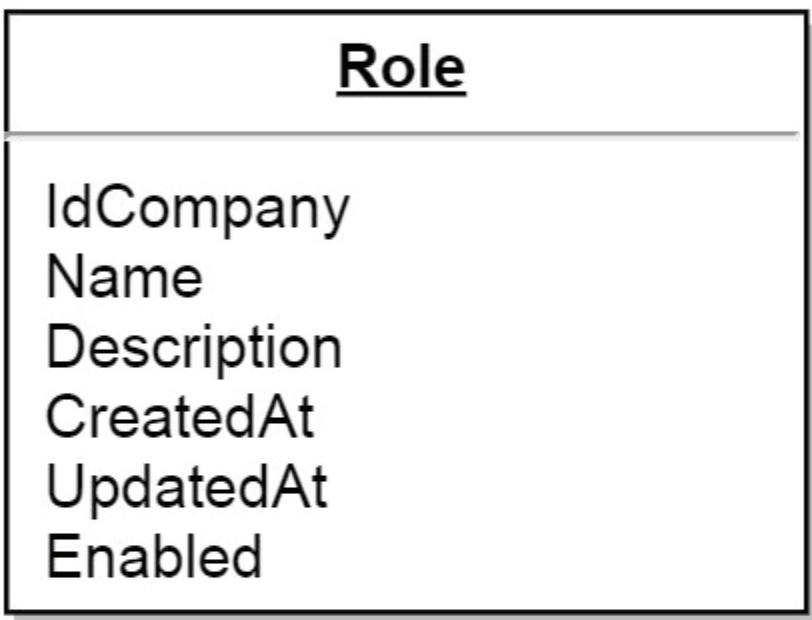 Role
IdCompany
Name
Description
CreatedAt
UpdatedAt
Enabled